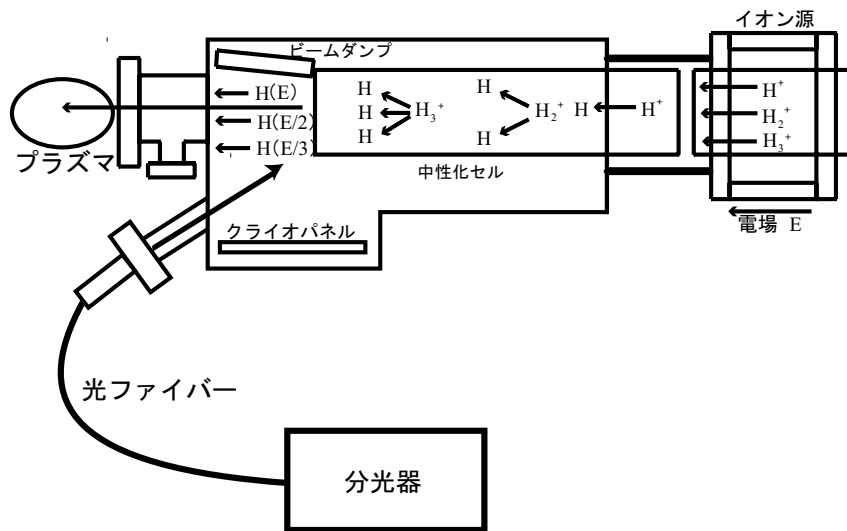 イオン源
ビームダンプ
H(E)
H(E/2)
H(E/3)
H
H
H
H₃⁺
H
H
H₂⁺
H
H⁺
H⁺
H₂⁺
H₃⁺
プラズマ
中性化セル
クライオパネル
電場 E
光ファイバー
分光器